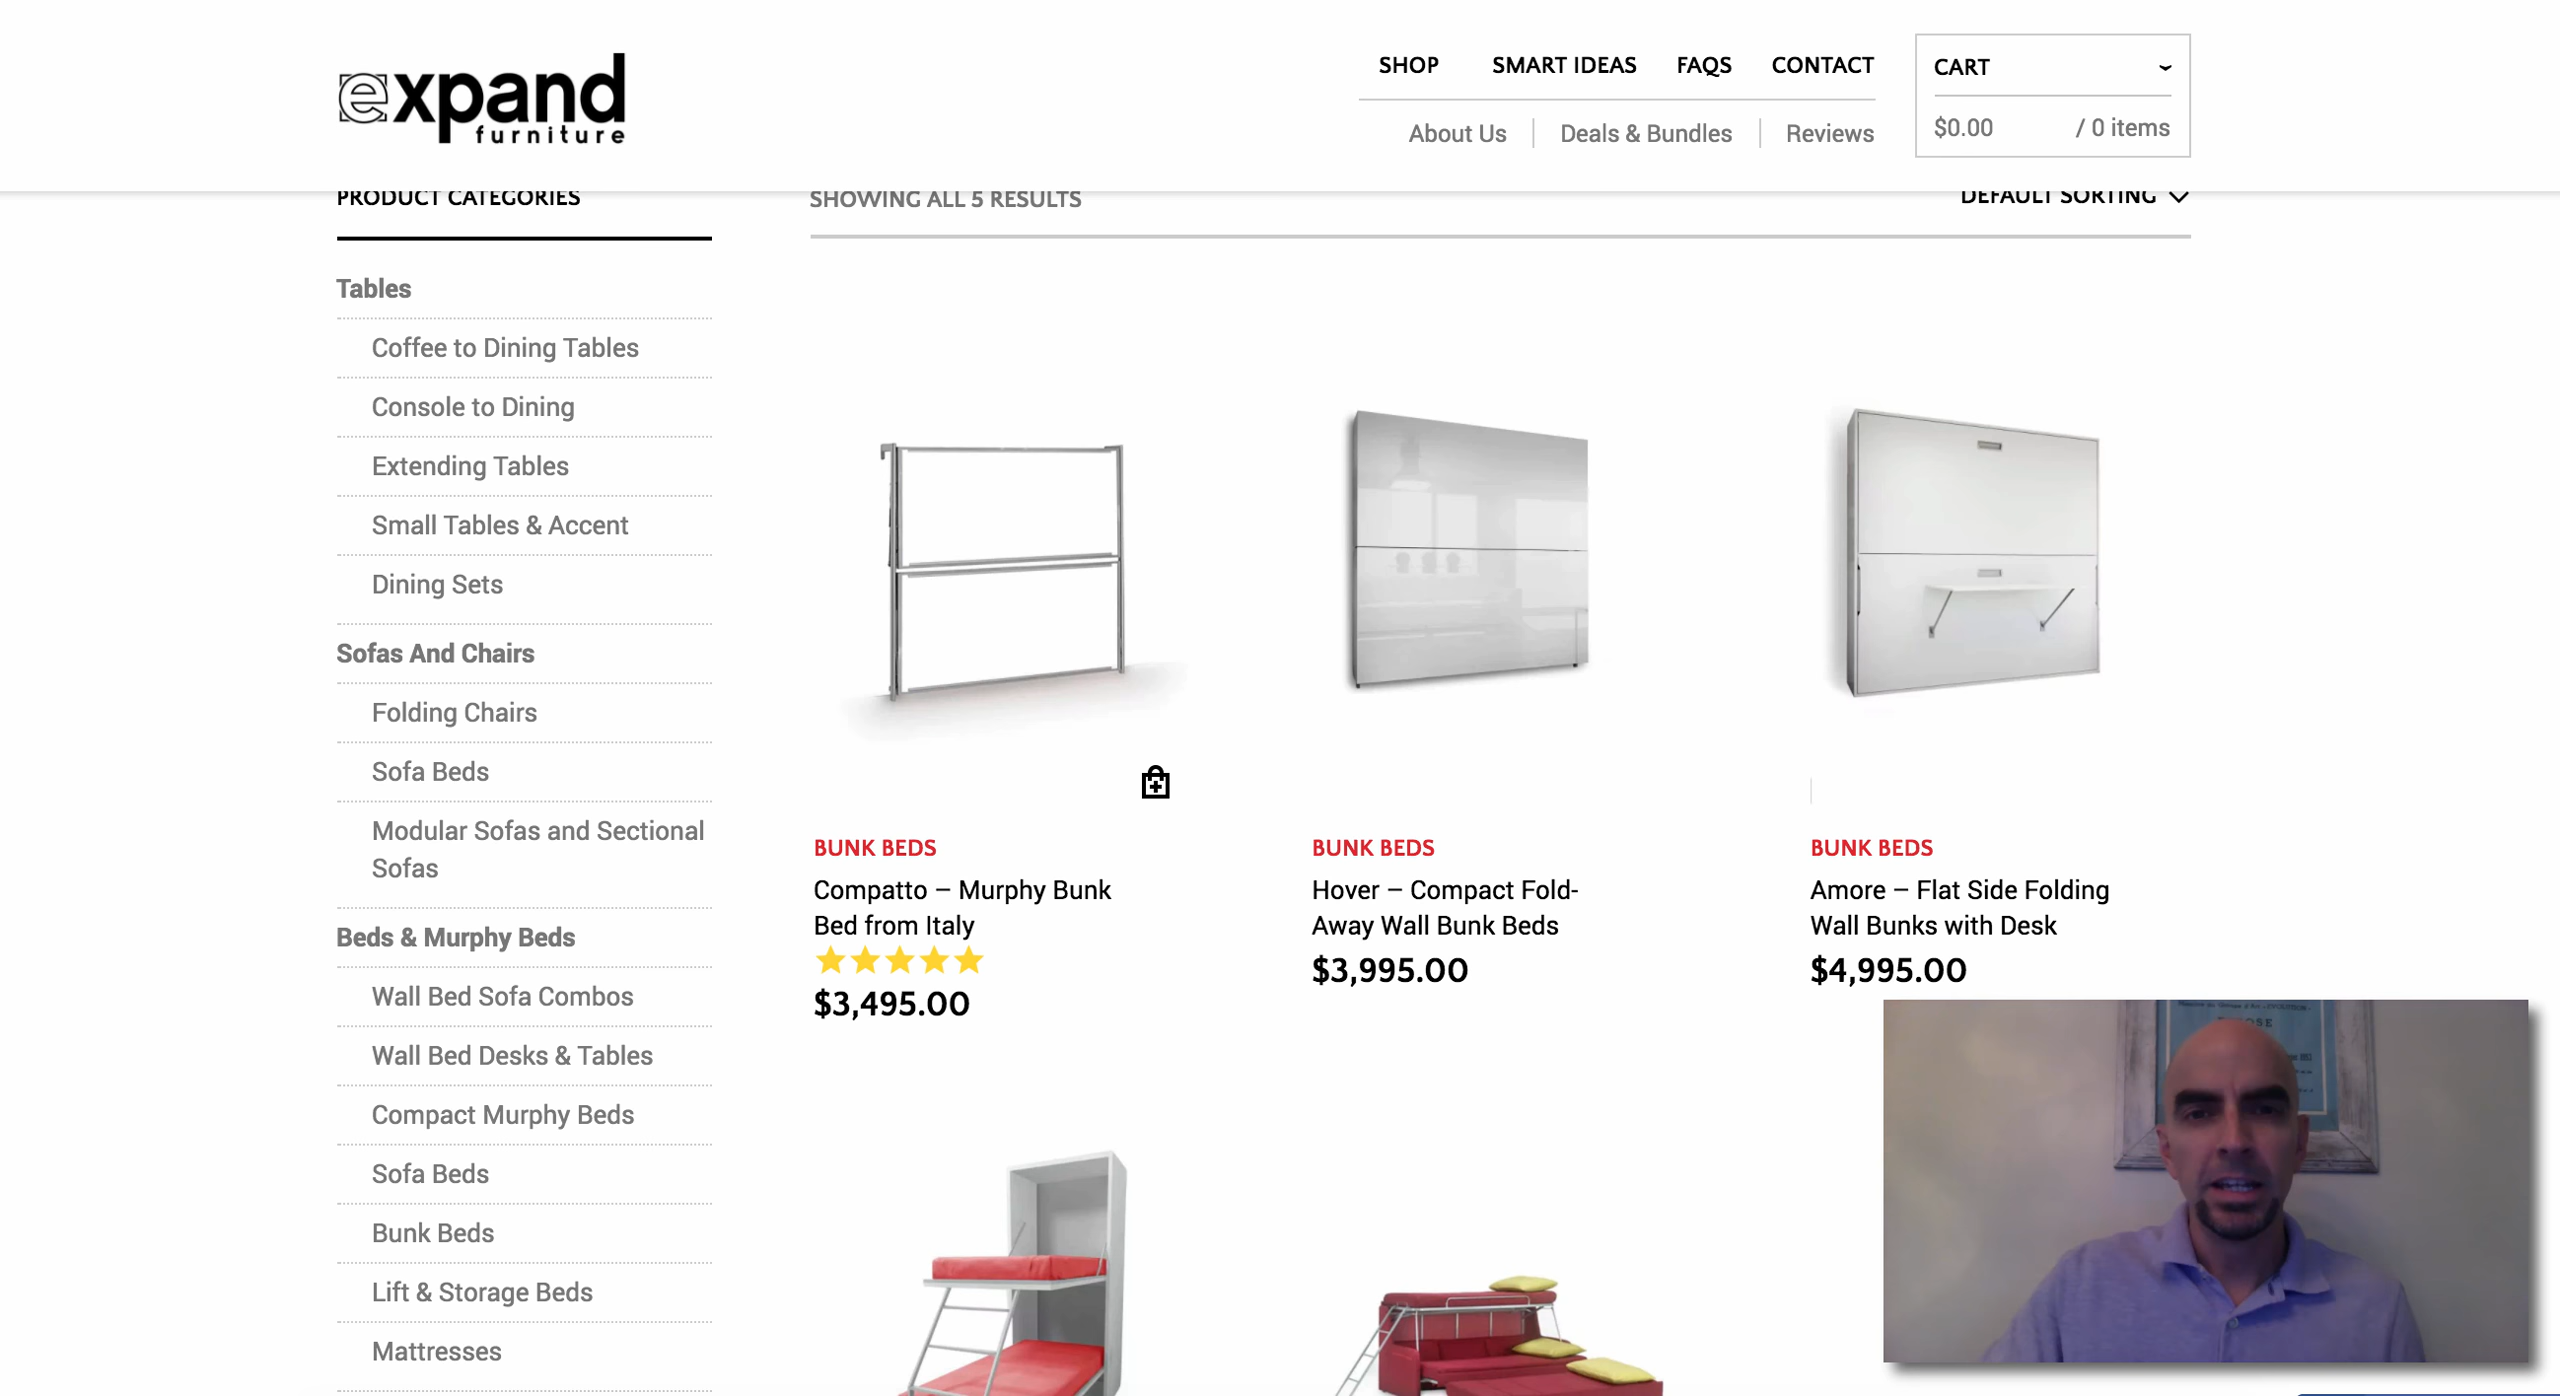 expand
furniture
SHOP SMART IDEAS FAQS CONTACT
About Us Deals & Bundles Reviews
CART
$0.00 / 0 items
PRODUCT CATEGORIES
SHOWING ALL 5 RESULTS
DEFAULT SORTING
Tables
Coffee to Dining Tables
Console to Dining
Extending Tables
Small Tables & Accent
Dining Sets
Sofas And Chairs
Folding Chairs
Sofa Beds
Modular Sofas and Sectional
Sofas
Beds & Murphy Beds
Wall Bed Sofa Combos
Wall Bed Desks & Tables
Compact Murphy Beds
Sofa Beds
Bunk Beds
Lift & Storage Beds
Mattresses
BUNK BEDS
Compatto – Murphy Bunk
Bed from Italy
$3,495.00
BUNK BEDS
Hover – Compact Fold-
Away Wall Bunk Beds
$3,995.00
BUNK BEDS
Amore – Flat Side Folding
Wall Bunks with Desk
$4,995.00